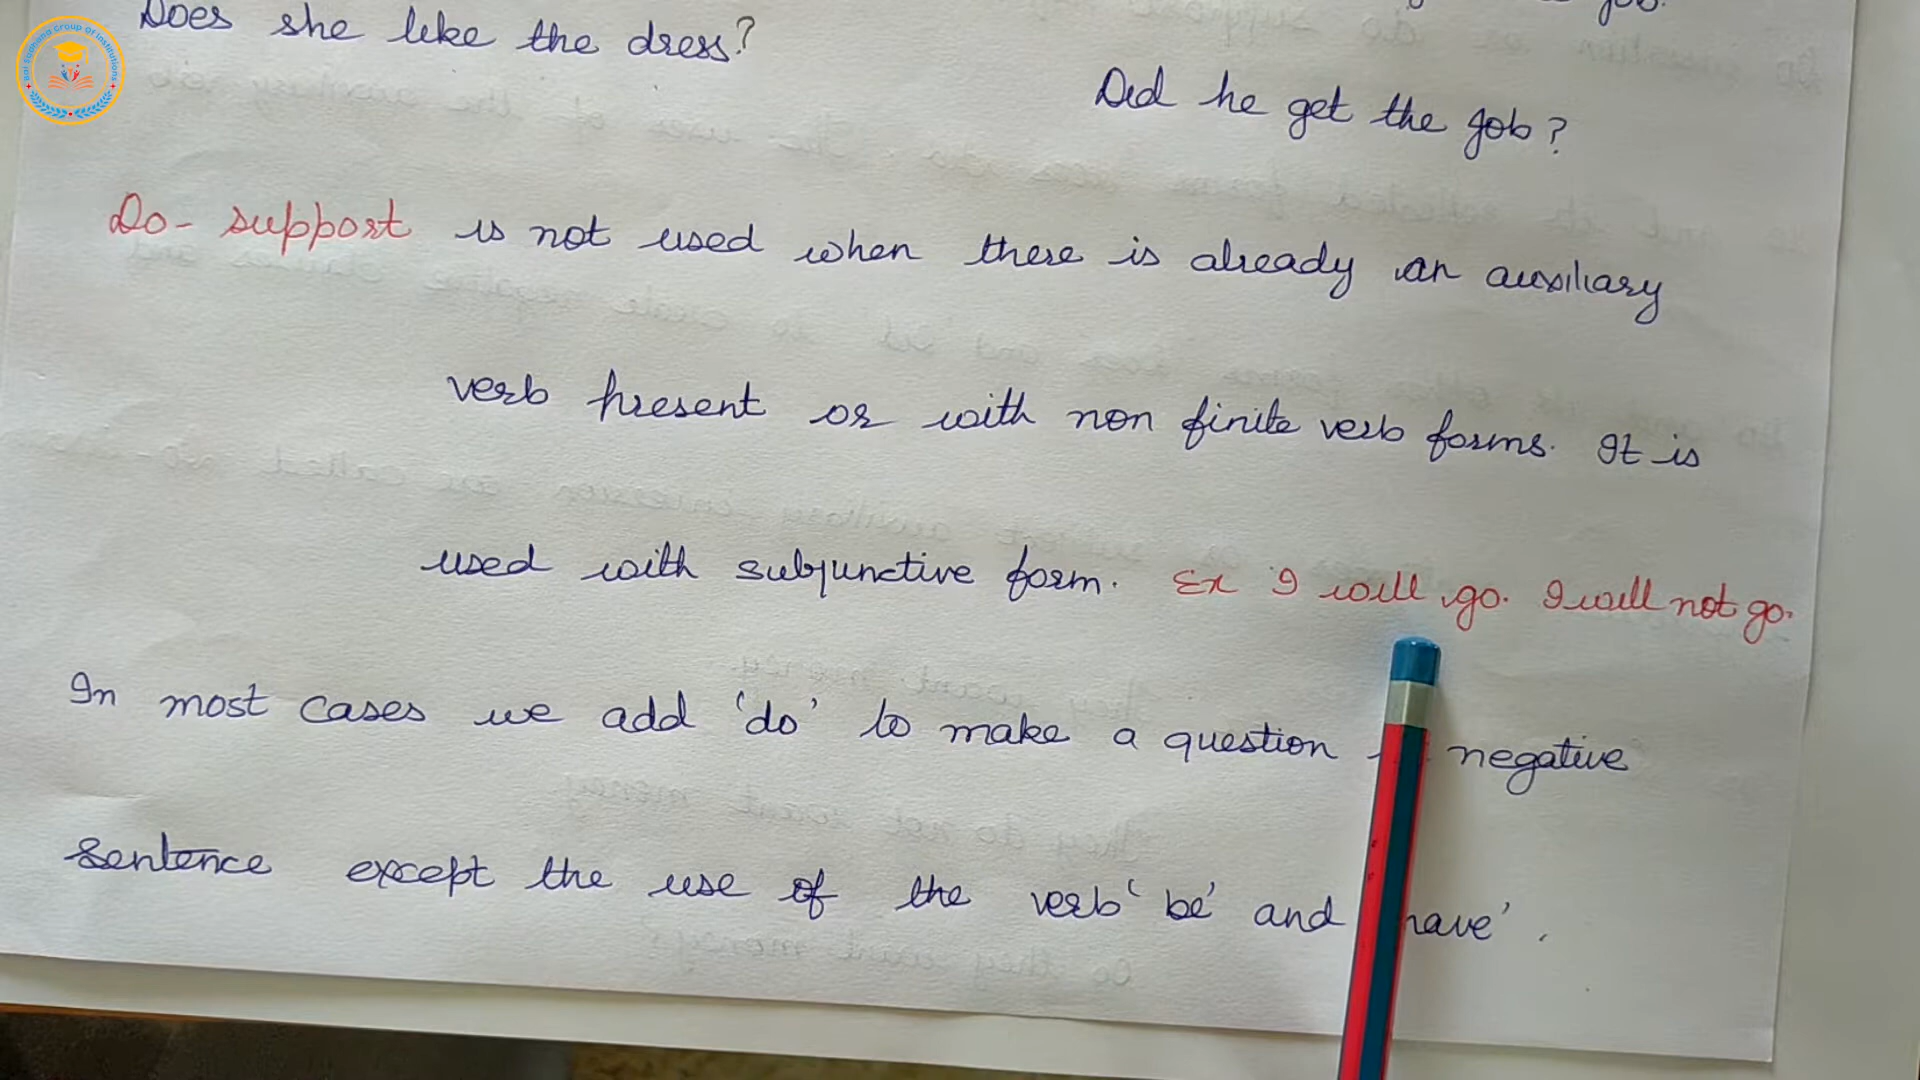 job.
Does she like the dress?
Did he get the job?
Do-support is not used when there is already an auxiliary
verb present or with non finite verb forms. It is
used with subjunctive form. Ex I will go. I will not go.
In most cases we add 'do' to make a question negative
sentence except the use of the verb 'be' and have'.